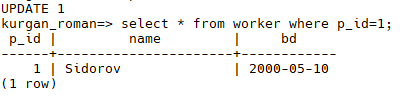 UPDATE 1
kurgan_roman=> select * from worker where p_id=1;
 p_id |         name         |     bd
------+----------------------+------------
    1 | Sidorov              | 2000-05-10
(1 row)